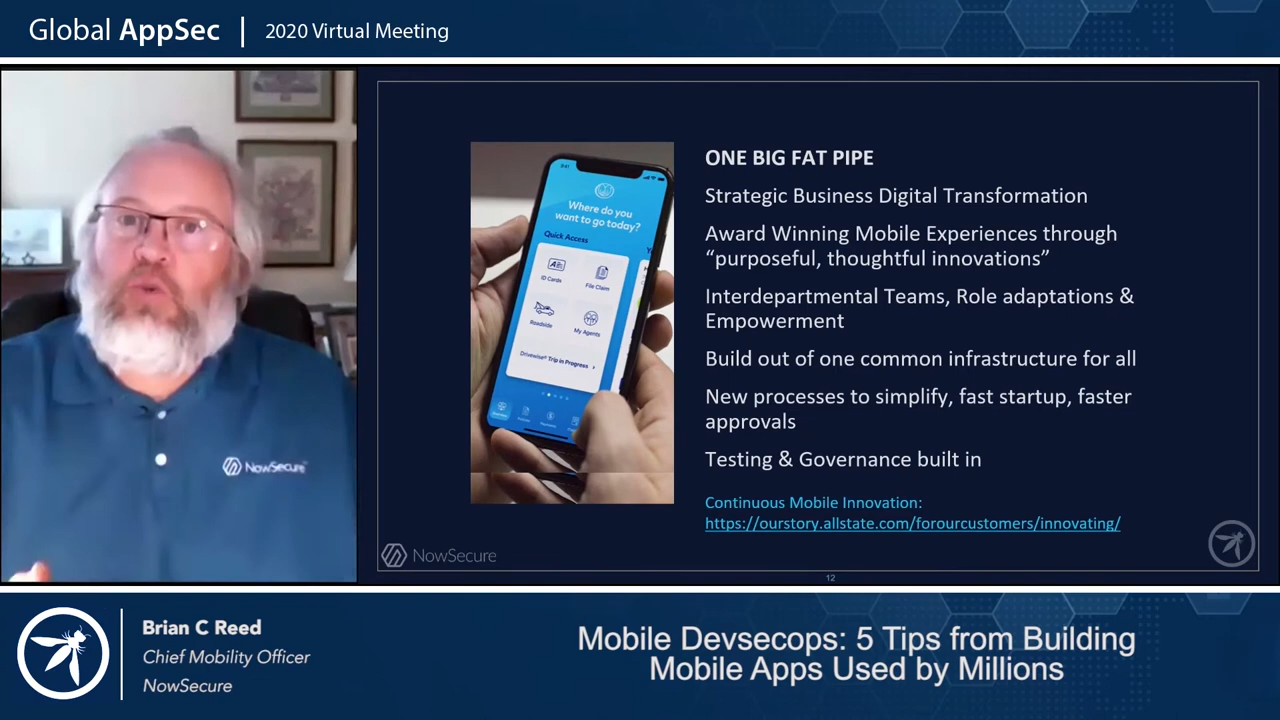 Global AppSec | 2020 Virtual Meeting
NowSecure
9:41
Where do you
want to go today?
Quick Access
ID Cards
File Claim
Roadside
My Agents
Drivewise® Trip in Progress >
ONE BIG FAT PIPE
Strategic Business Digital Transformation
Award Winning Mobile Experiences through
“purposeful, thoughtful innovations”
Interdepartmental Teams, Role adaptations &
Empowerment
Build out of one common infrastructure for all
New processes to simplify, fast startup, faster
approvals
Testing & Governance built in
Continuous Mobile Innovation:
https://ourstory.allstate.com/forourcustomers/innovating/
NowSecure
12
Brian C Reed
Chief Mobility Officer
NowSecure
Mobile Devsecops: 5 Tips from Building
Mobile Apps Used by Millions